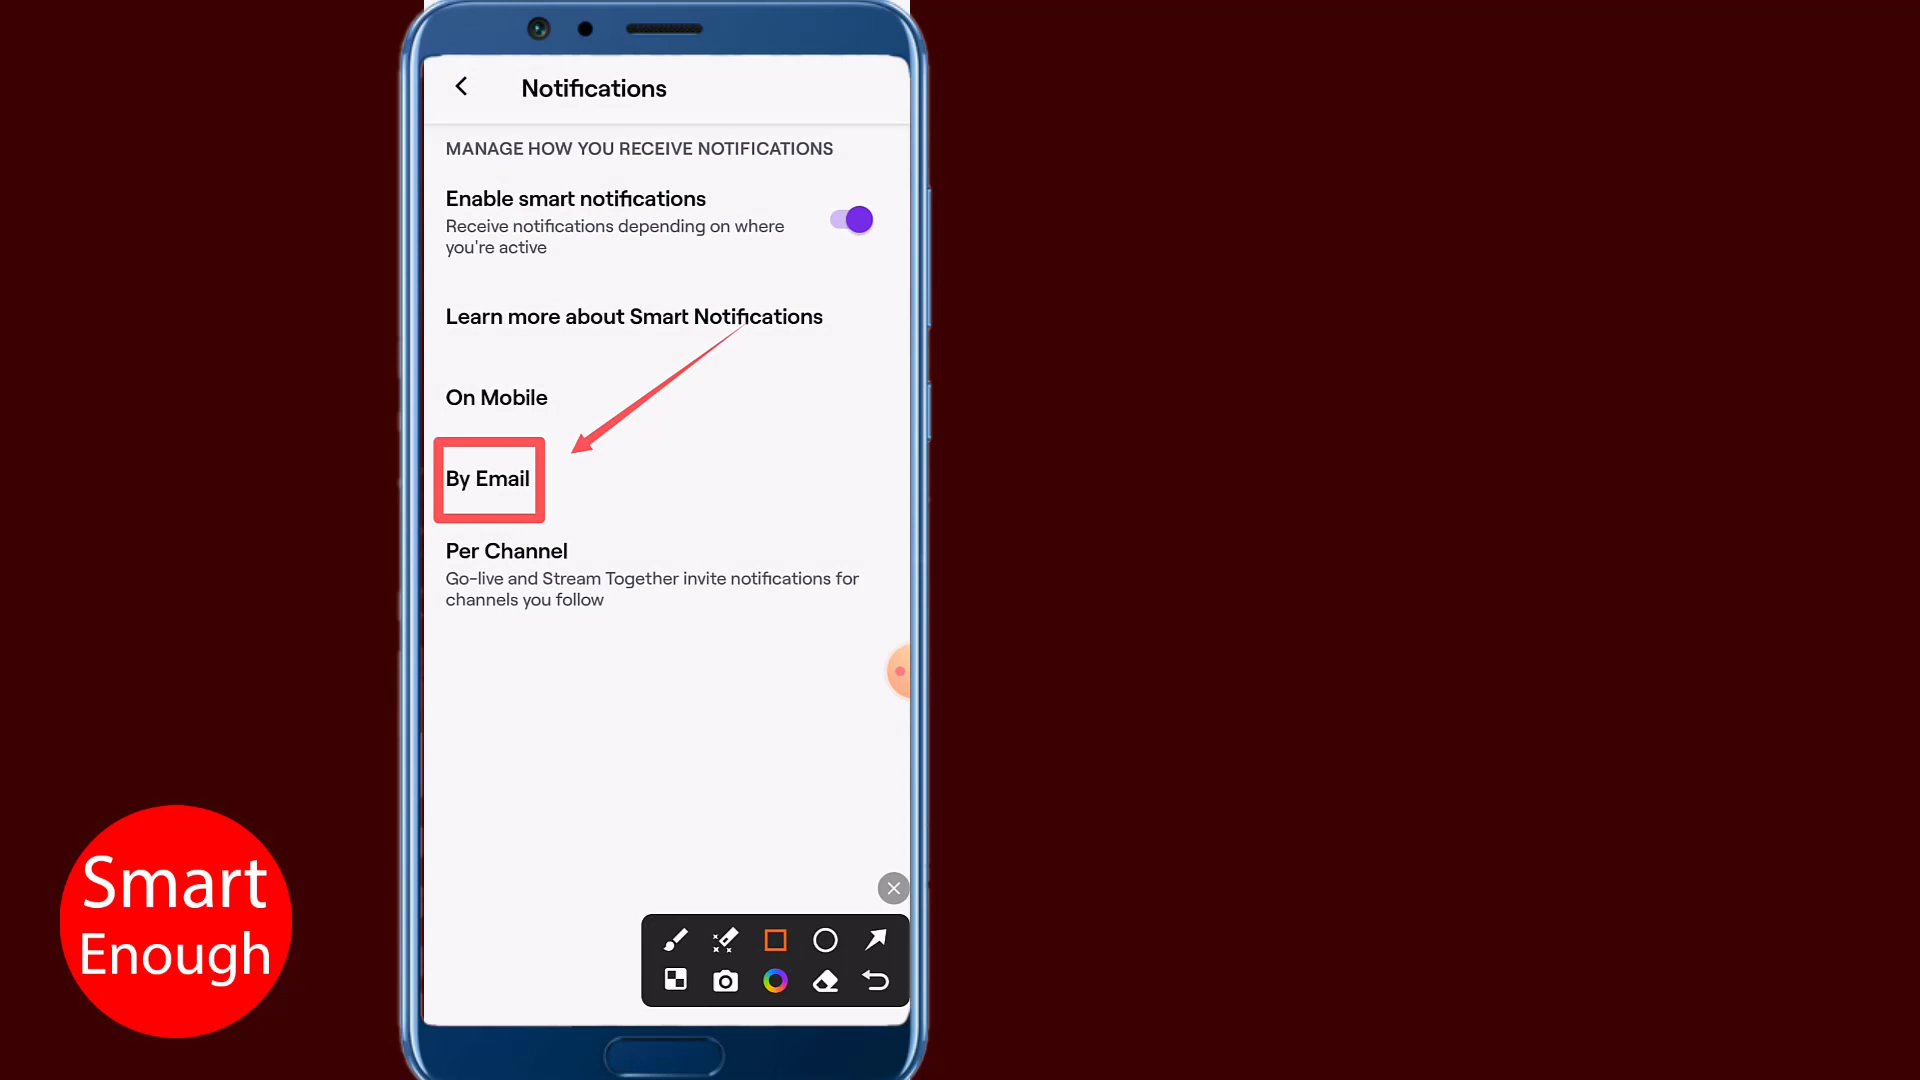 Notifications
MANAGE HOW YOU RECEIVE NOTIFICATIONS
Enable smart notifications
Receive notifications depending on where
you're active
Learn more about Smart Notifications
On Mobile
By Email
Per Channel
Go-live and Stream Together invite notifications for
channels you follow
Smart
Enough